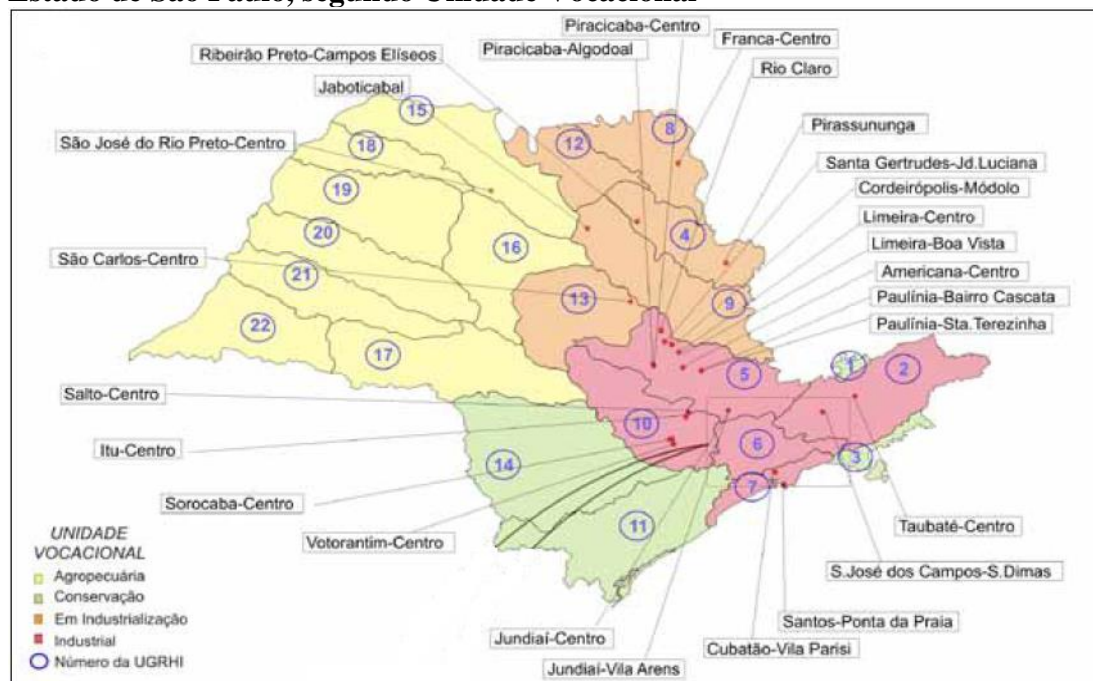 Estado de São Paulo, segundo Unidade Vocacional
Piracicaba-Centro
Ribeirão Preto-Campos Elíseos
Piracicaba-Algodoal
Franca-Centro
Rio Claro
Jaboticabal
São José do Rio Preto-Centro
Pirassununga
Santa Gertrudes-Jd.Luciana
Cordeirópolis-Módolo
Limeira-Centro
Limeira-Boa Vista
Americana-Centro
Paulínia-Bairro Cascata
Paulínia-Sta.Terezinha
São Carlos-Centro
15
8
12
18
19
4
20
16
21
13
9
22
17
1
2
5
10
6
14
3
7
11
Salto-Centro
Itu-Centro
Sorocaba-Centro
Votorantim-Centro
Taubaté-Centro
S.José dos Campos-S.Dimas
Santos-Ponta da Praia
Cubatão-Vila Parisi
Jundiaí-Centro
Jundiaí-Vila Arens
UNIDADE
VOCACIONAL
Agropecuária
Conservação
Em Industrialização
Industrial
Número da UGRHI